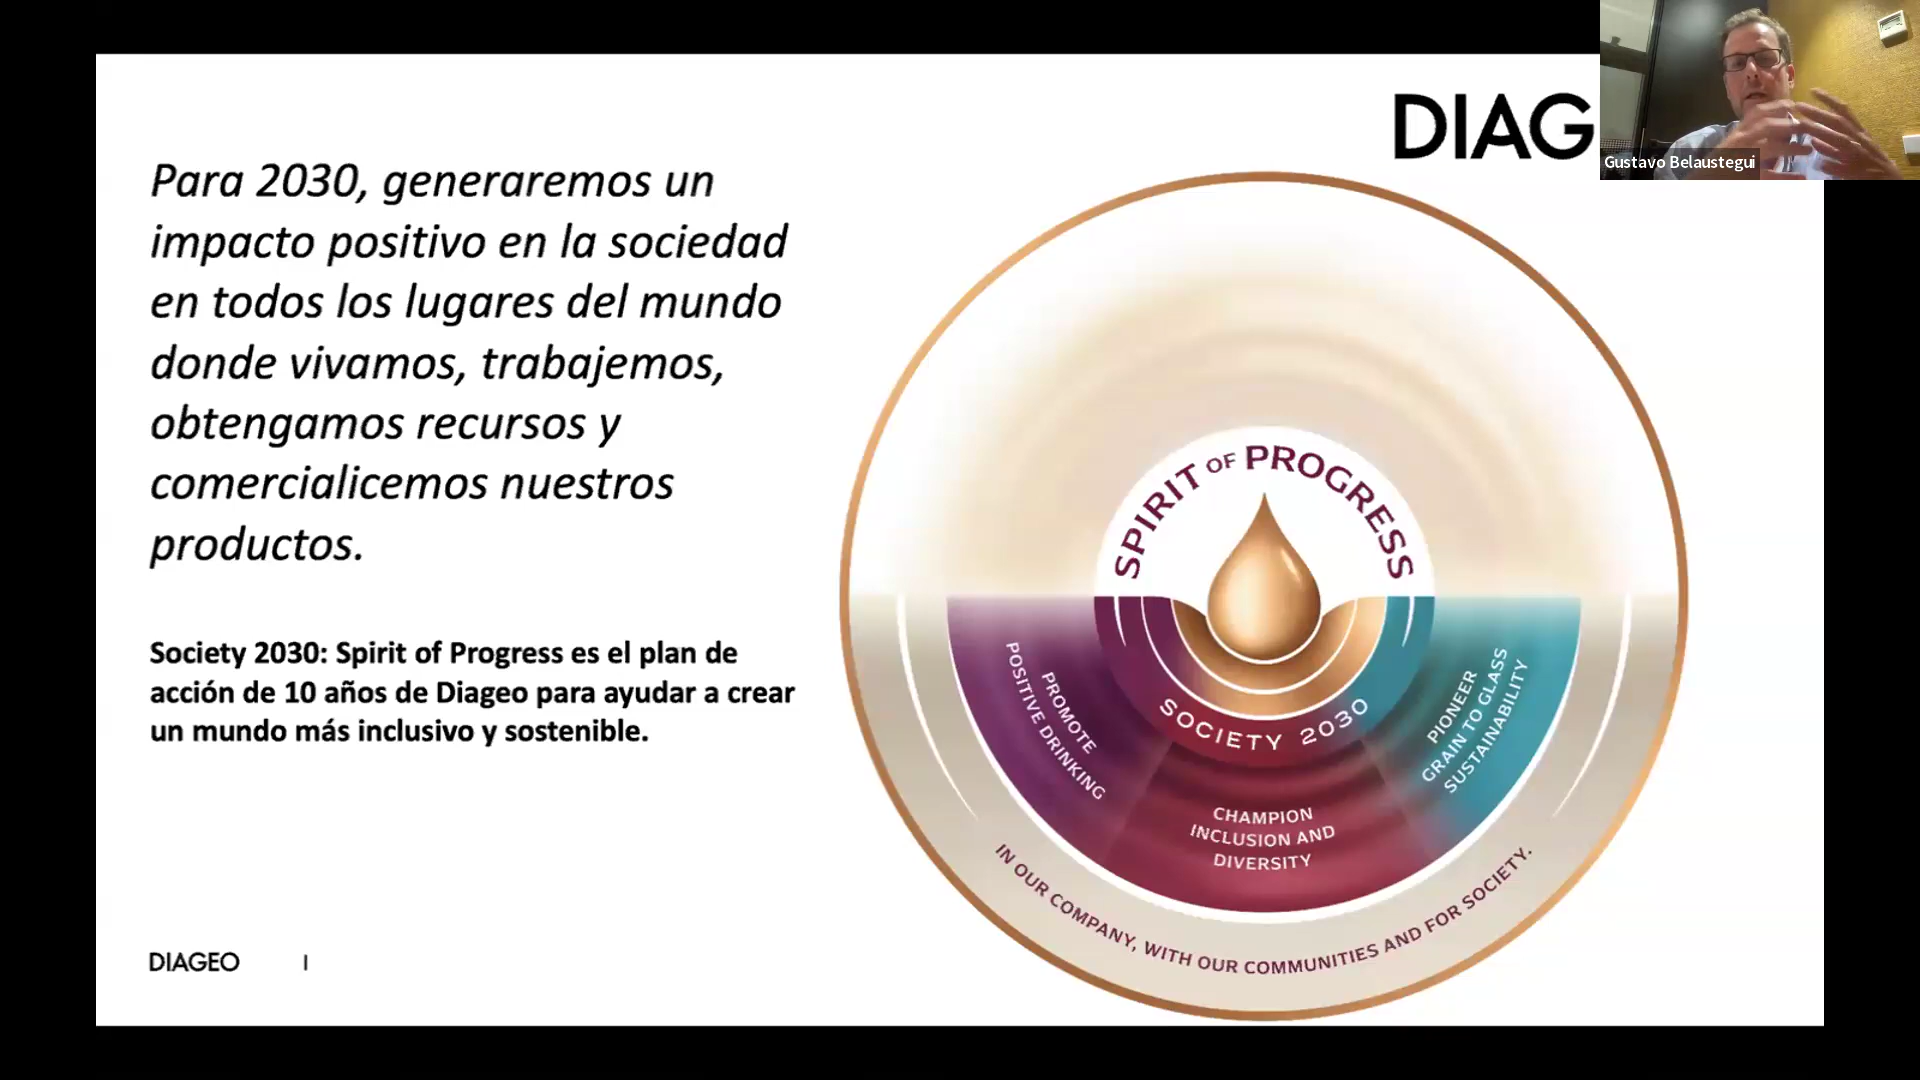 DIAG
Gustavo Belaustegui
Para 2030, generaremos un
impacto positivo en la sociedad
en todos los lugares del mundo
donde vivamos, trabajemos,
obtengamos recursos y
comercialicemos nuestros
productos.
Society 2030: Spirit of Progress es el plan de
acción de 10 años de Diageo para ayudar a crear
un mundo más inclusivo y sostenible.
SPIRIT OF PROGRESS
SOCIETY 2030
PROMOTE
POSITIVE DRINKING
CHAMPION
INCLUSION AND
DIVERSITY
PIONEER
GRAIN TO GLASS
SUSTAINABILITY
IN OUR COMPANY, WITH OUR COMMUNITIES AND FOR SOCIETY.
DIAGEO |